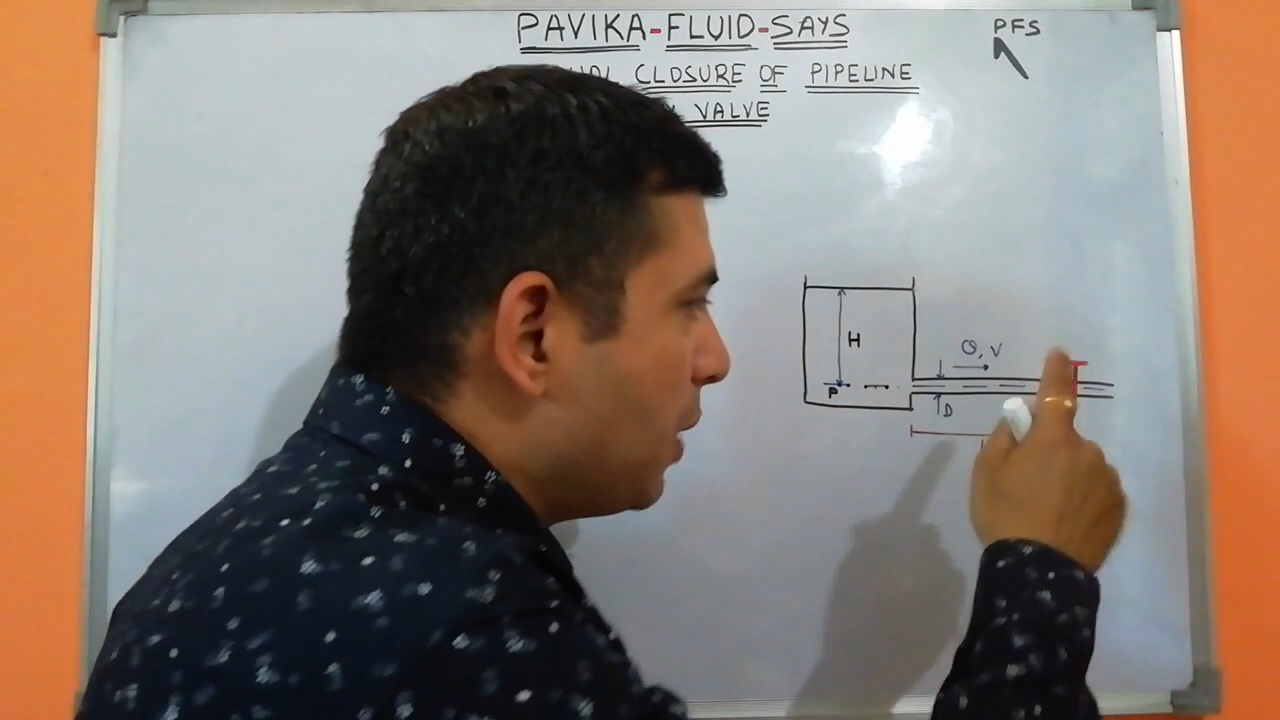 PAVIKA-FLUID-SAYS
PFS
CLOSURE OF PIPELINE
VALVE
H
Q, V
P
D